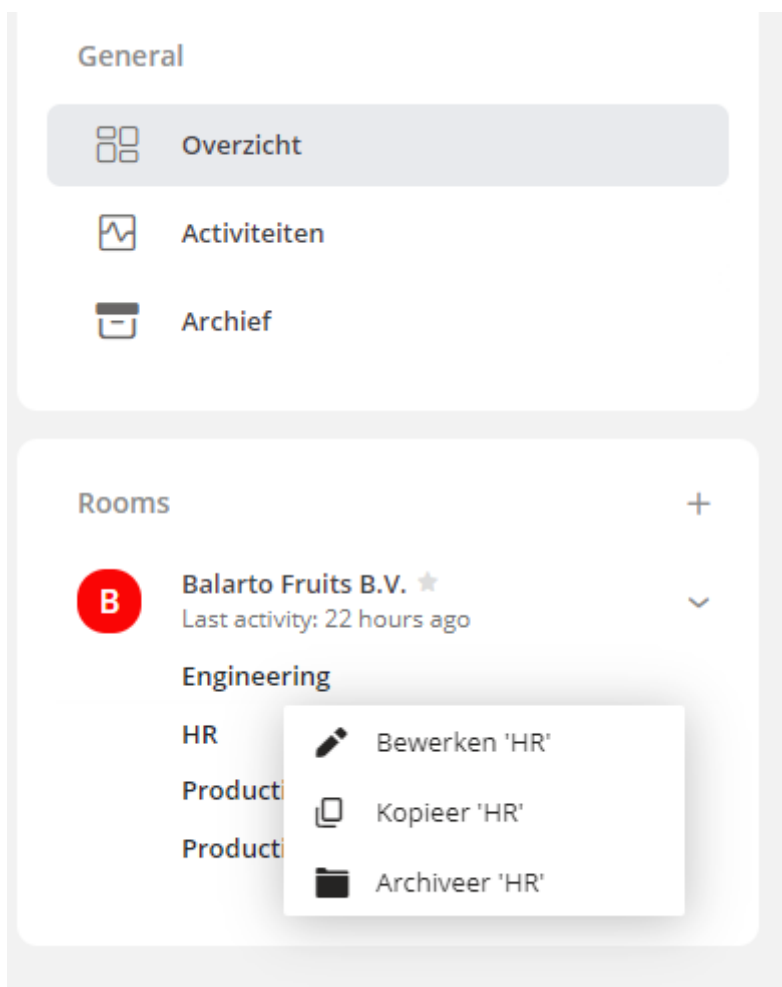 General
Overzicht
Activiteiten
Archief
Rooms
B
Balarto Fruits B.V.
Last activity: 22 hours ago
Engineering
HR
Bewerken 'HR'
Kopieer 'HR'
Archiveer 'HR'